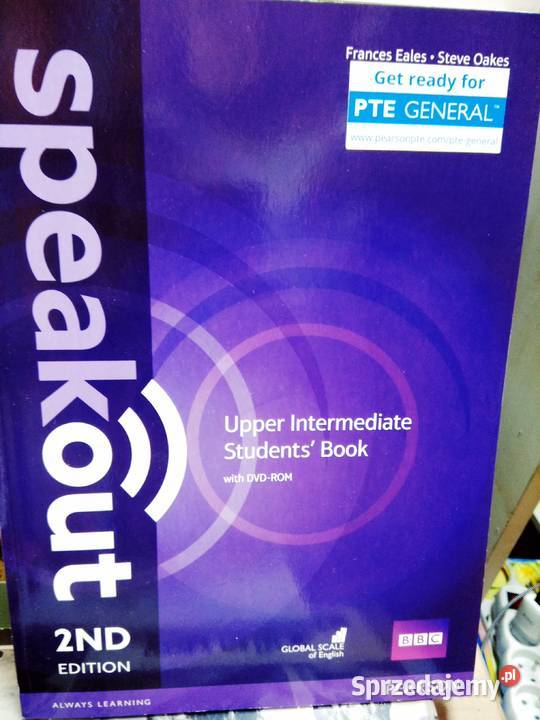 Frances Eales • Steve Oakes
Get ready for
PTE GENERAL™
www.pearsonpte.com/pte-general
speakout
Upper Intermediate
Students' Book
with DVD-ROM
2ND
EDITION
GLOBAL SCALE
of English
BBC
PEARSON
ALWAYS LEARNING
Sprzedajemy.pl